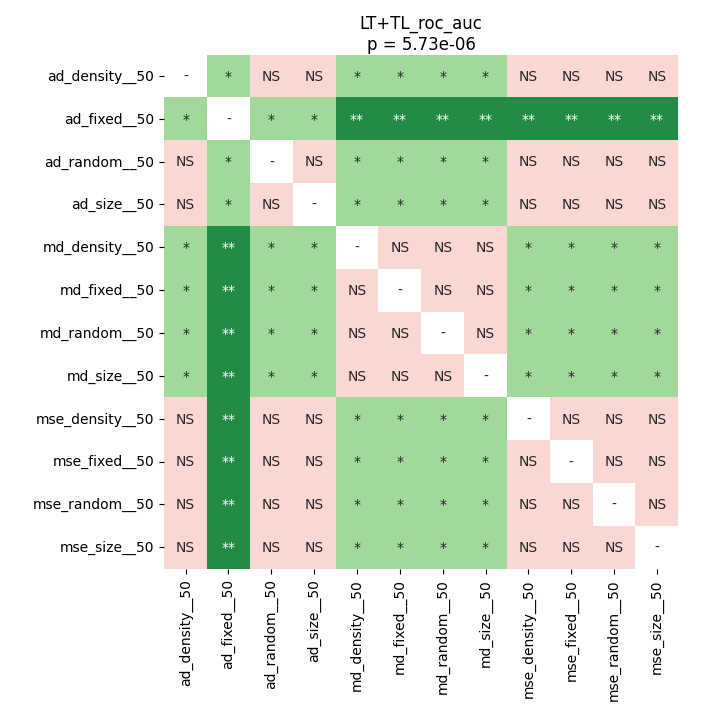 LT+TL_roc_auc
p = 5.73e-06
ad_density__50 - * NS NS * * * * NS NS NS NS
ad_fixed__50 * - * * ** ** ** ** ** ** ** **
ad_random__50 NS * - NS * * * * NS NS NS NS
ad_size__50 NS * NS - * * * * NS NS NS NS
md_density__50 * ** * * - NS NS NS * * * *
md_fixed__50 * ** * * NS - NS NS * * * *
md_random__50 * ** * * NS NS - NS * * * *
md_size__50 * ** * * NS NS NS - * * * *
mse_density__50 NS ** NS NS * * * * - NS NS NS
mse_fixed__50 NS ** NS NS * * * * NS - NS NS
mse_random__50 NS ** NS NS * * * * NS NS - NS
mse_size__50 NS ** NS NS * * * * NS NS NS -
ad_density__50
ad_fixed__50
ad_random__50
ad_size__50
md_density__50
md_fixed__50
md_random__50
md_size__50
mse_density__50
mse_fixed__50
mse_random__50
mse_size__50